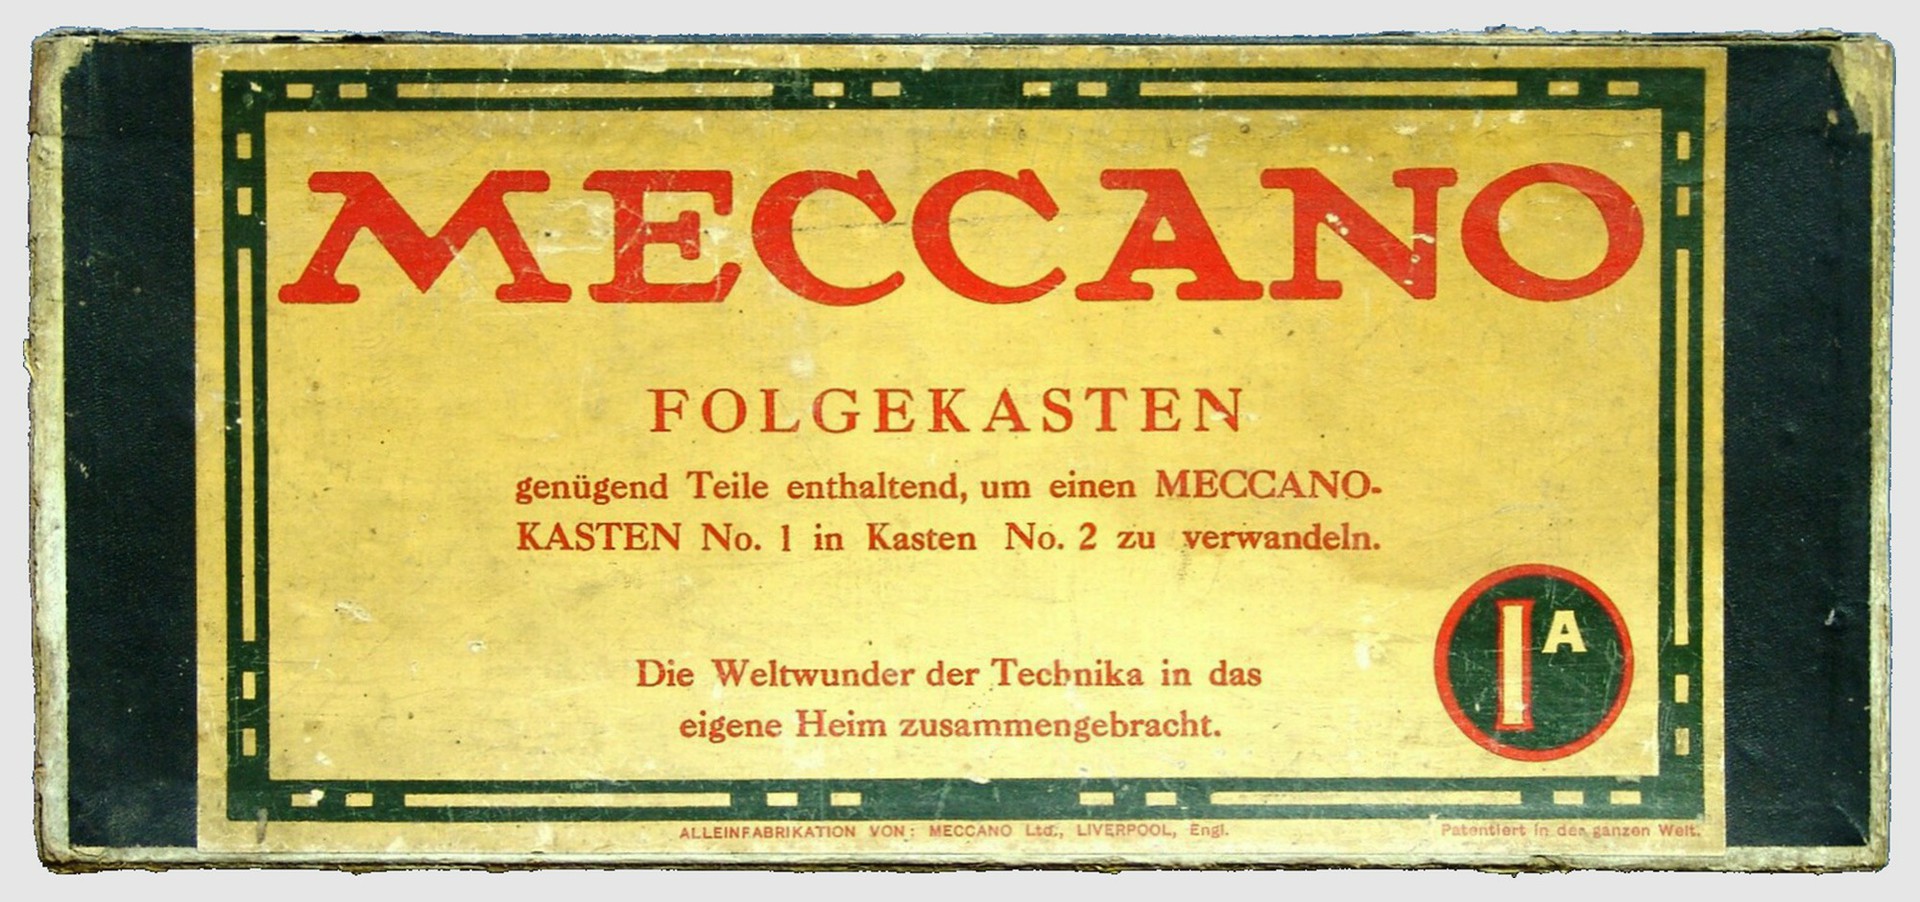 MECCANO
FOLGEKASTEN
genügend Teile enthaltend, um einen MECCANO-
KASTEN No. 1 in Kasten No. 2 zu verwandeln.
Die Weltwunder der Technika in das
eigene Heim zusammengebracht.
1A
ALLEINFABRIKATION VON: MECCANO Ltd., LIVERPOOL, Engl.
Patentiert in der ganzen Welt.